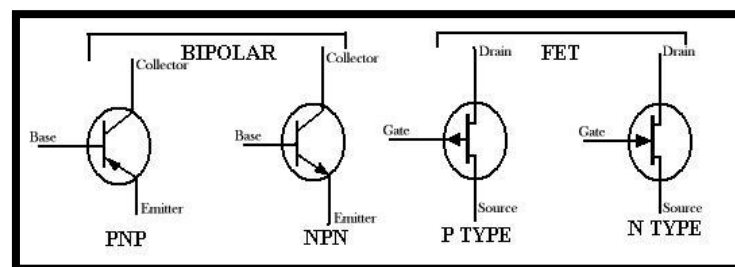 BIPOLAR
FET
Collector
Collector
Drain
Drain
Base
Base
Gate
Gate
Emitter
Emitter
Source
Source
PNP
NPN
P TYPE
N TYPE